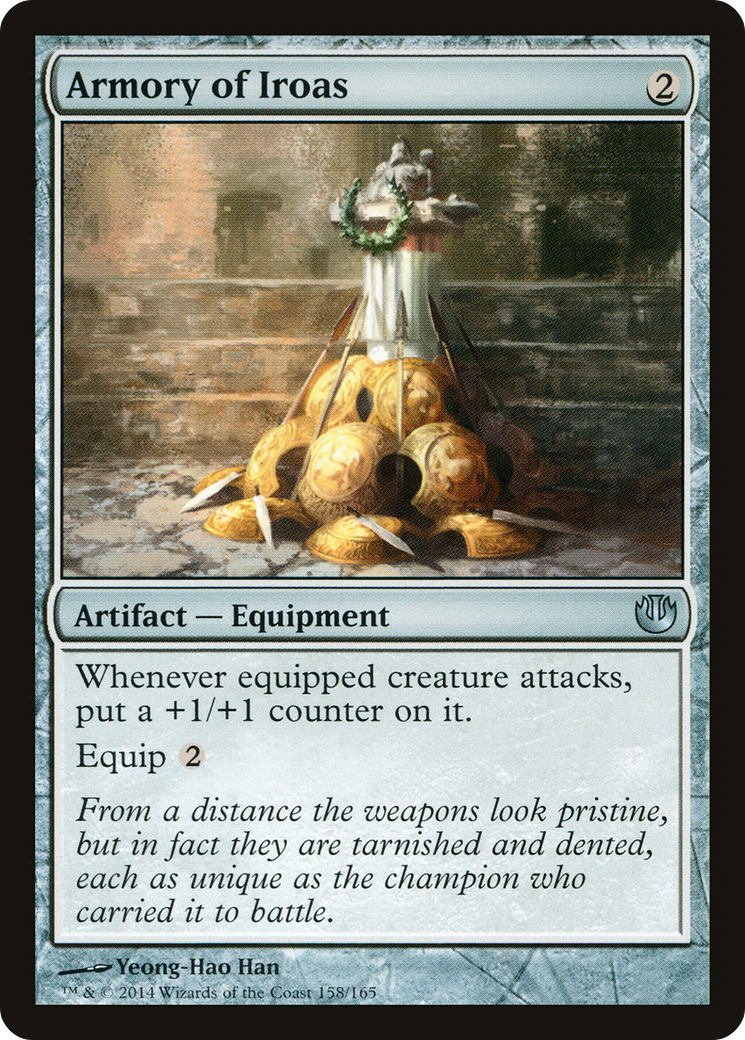 Armory of Iroas 2
Artifact — Equipment
Whenever equipped creature attacks,
put a +1/+1 counter on it.
Equip 2
From a distance the weapons look pristine,
but in fact they are tarnished and dented,
each as unique as the champion who
carried it to battle.
Yeong-Hao Han
™ & © 2014 Wizards of the Coast 158/165